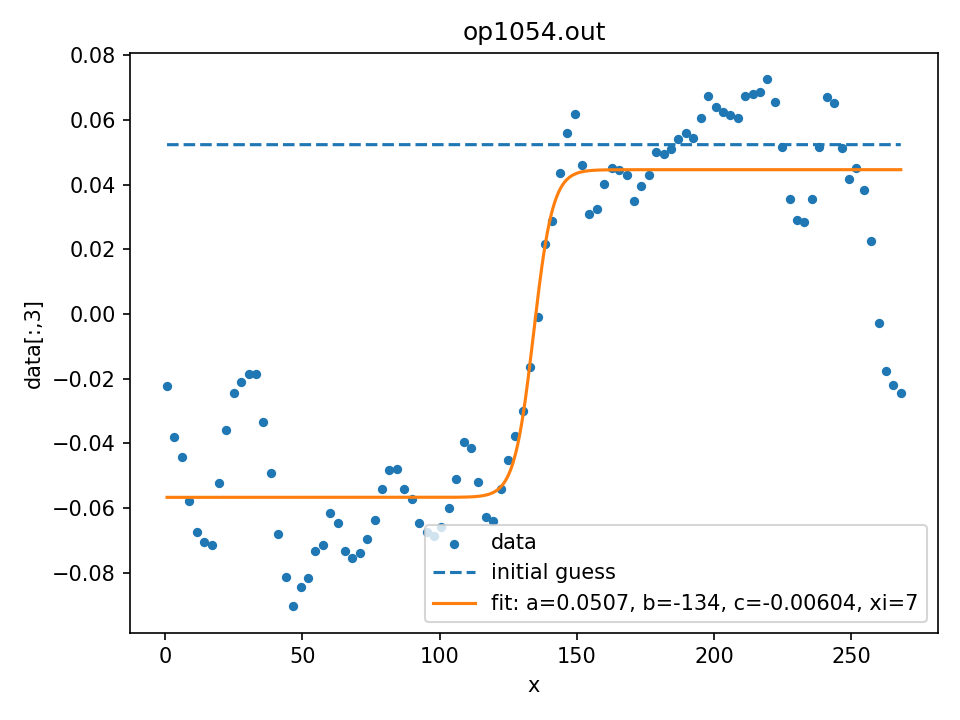 op1054.out
0.08
0.06
0.04
0.02
0.00
−0.02
−0.04
−0.06
−0.08
data[:,3]
data
initial guess
fit: a=0.0507, b=-134, c=-0.00604, xi=7
0 50 100 150 200 250
x